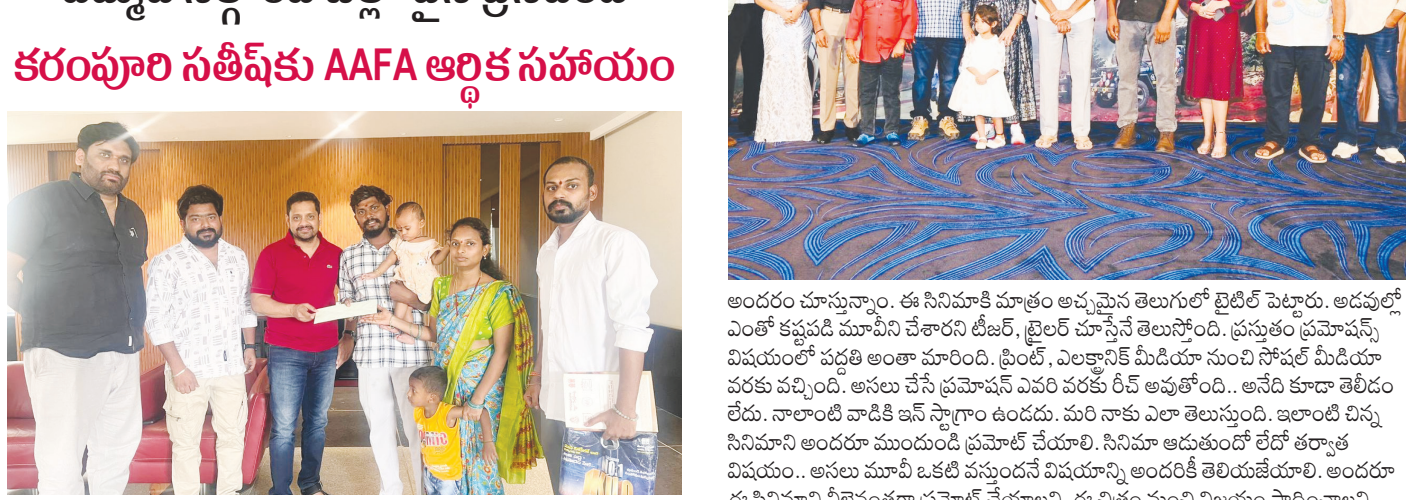 కరంపూరి సతీష్‌కు AAFA ఆర్థిక సహాయం
అందరం చూస్తున్నాం. ఈ సినిమాకి మాత్రం అచ్చమైన తెలుగులో టైటిల్ పెట్టారు. అడవుల్లో
ఎంతో కష్టపడి మూవీని చేశారని టీజర్, ట్రైలర్ చూస్తేనే తెలుస్తోంది. ప్రస్తుతం ప్రమోషన్స్
విషయంలో పద్దతి అంతా మారింది. ప్రింట్, ఎలక్ట్రానిక్ మీడియా నుంచి సోషల్ మీడియా
వరకు వచ్చింది. అసలు చేసే ప్రమోషన్ ఎవరి వరకు రీచ్ అవుతోంది.. అనేది కూడా తెలీడం
లేదు. నాలాంటి వాడికి ఇన్ స్టాగ్రాం ఉండదు. మరి నాకు ఎలా తెలుస్తుంది. ఇలాంటి చిన్న
సినిమాని అందరూ ముందుండి ప్రమోట్ చేయాలి. సినిమా ఆడుతుందో లేదో తర్వాత
విషయం.. అసలు మూవీ ఒకటి వస్తుందనే విషయాన్ని అందరికీ తెలియజేయాలి. అందరూ